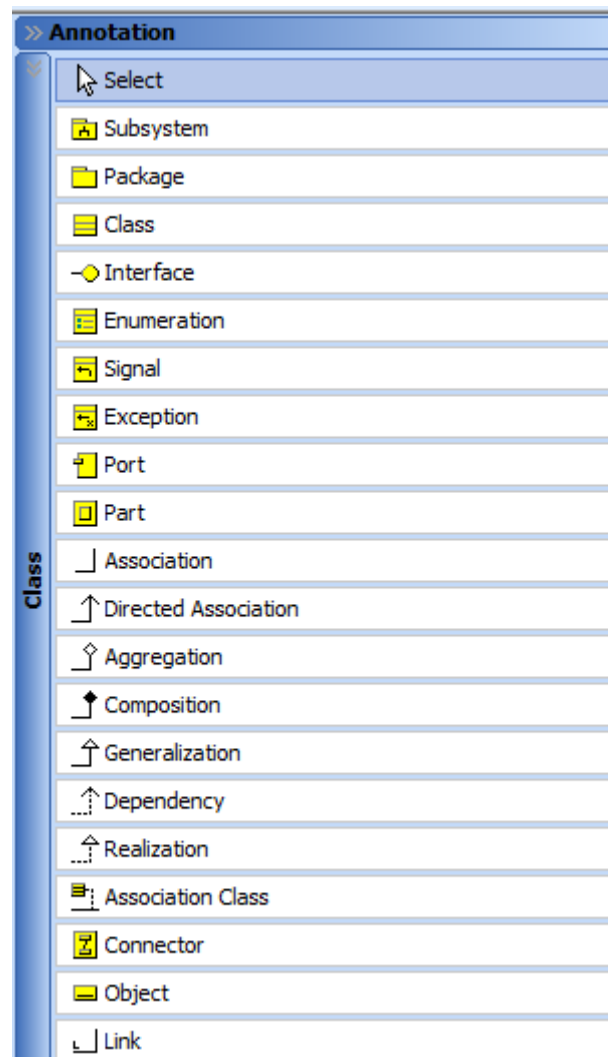 Annotation
Select
Subsystem
Package
Class
Interface
Enumeration
Signal
Exception
Port
Part
Association
Directed Association
Aggregation
Composition
Generalization
Dependency
Realization
Association Class
Connector
Object
Link
Class